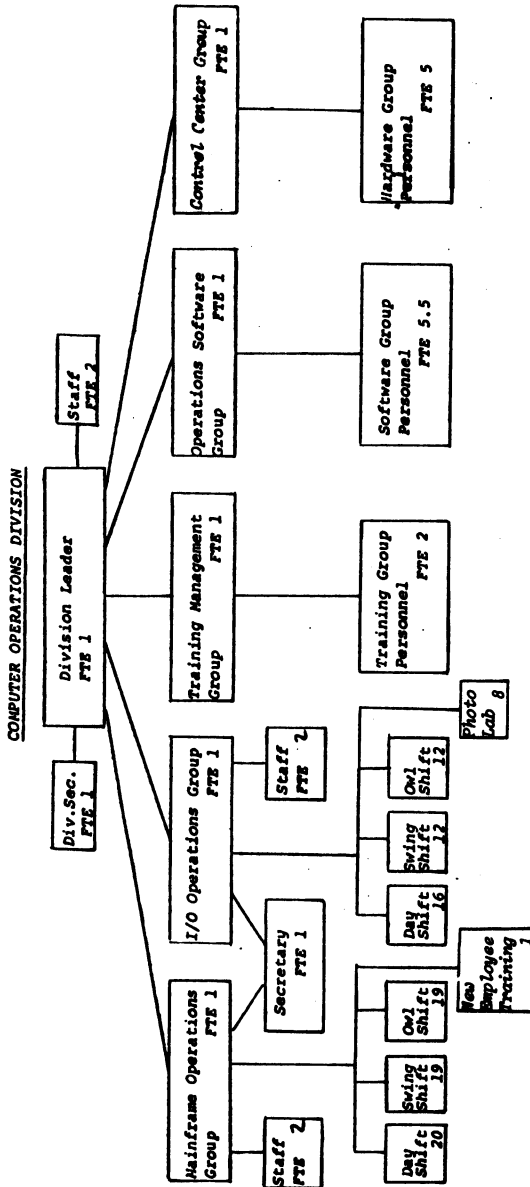 COMPUTER OPERATIONS DIVISION
Div.Sec.
FTE 1
Division Leader
FTE 1
Staff
FTE 2
Mainframe Operations
Group
FTE 1
I/O Operations Group
FTE 1
Training Management
Group
FTE 1
Operations Software
Group
FTE 1
Control Center Group
FTE 1
Staff
FTE 2
Secretary
FTE 1
Staff
FTE 2
Training Group
Personnel
FTE 2
Software Group
Personnel
FTE 5.5
Hardware Group
Personnel
FTE 5
Day
Shift
20
Swing
Shift
19
Owl
Shift
19
New
Employee
Training
1
Day
Shift
16
Swing
Shift
12
Owl
Shift
12
Photo
Lab 8